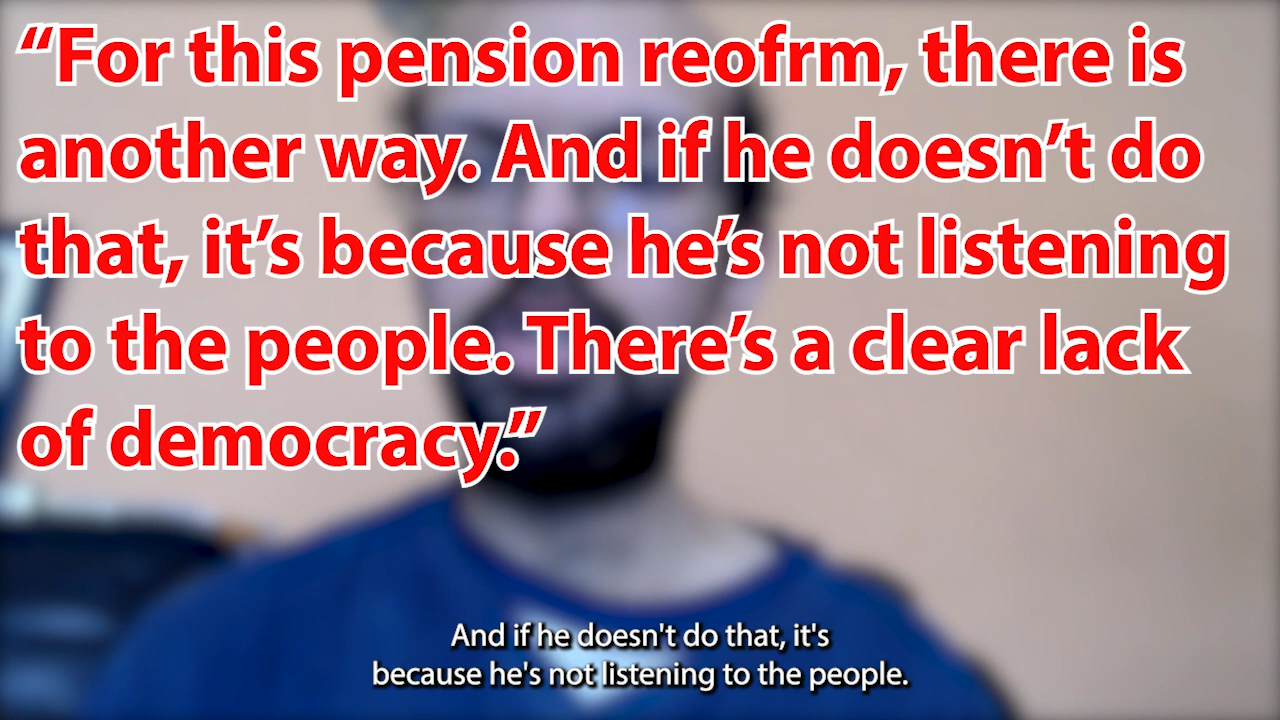 “For this pension reofrm, there is
another way. And if he doesn’t do
that, it’s because he’s not listening
to the people. There’s a clear lack
of democracy.”
And if he doesn't do that, it's
because he's not listening to the people.